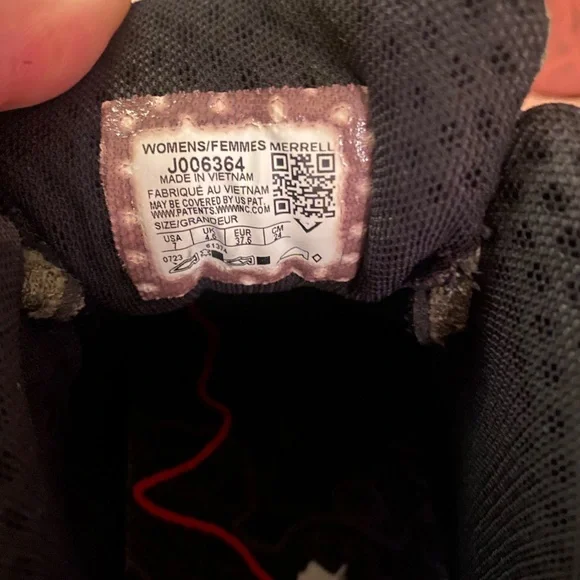 WOMENS/FEMMES MERRELL
J006364
MADE IN VIETNAM
FABRIQUÉ AU VIETNAM
MAY BE COVERED BY US PAT.
WWW.PATENTS.WWWINC.COM
SIZE/GRANDEUR
USA UK EUR CM
7 4.5 37.5 24
0723 61374